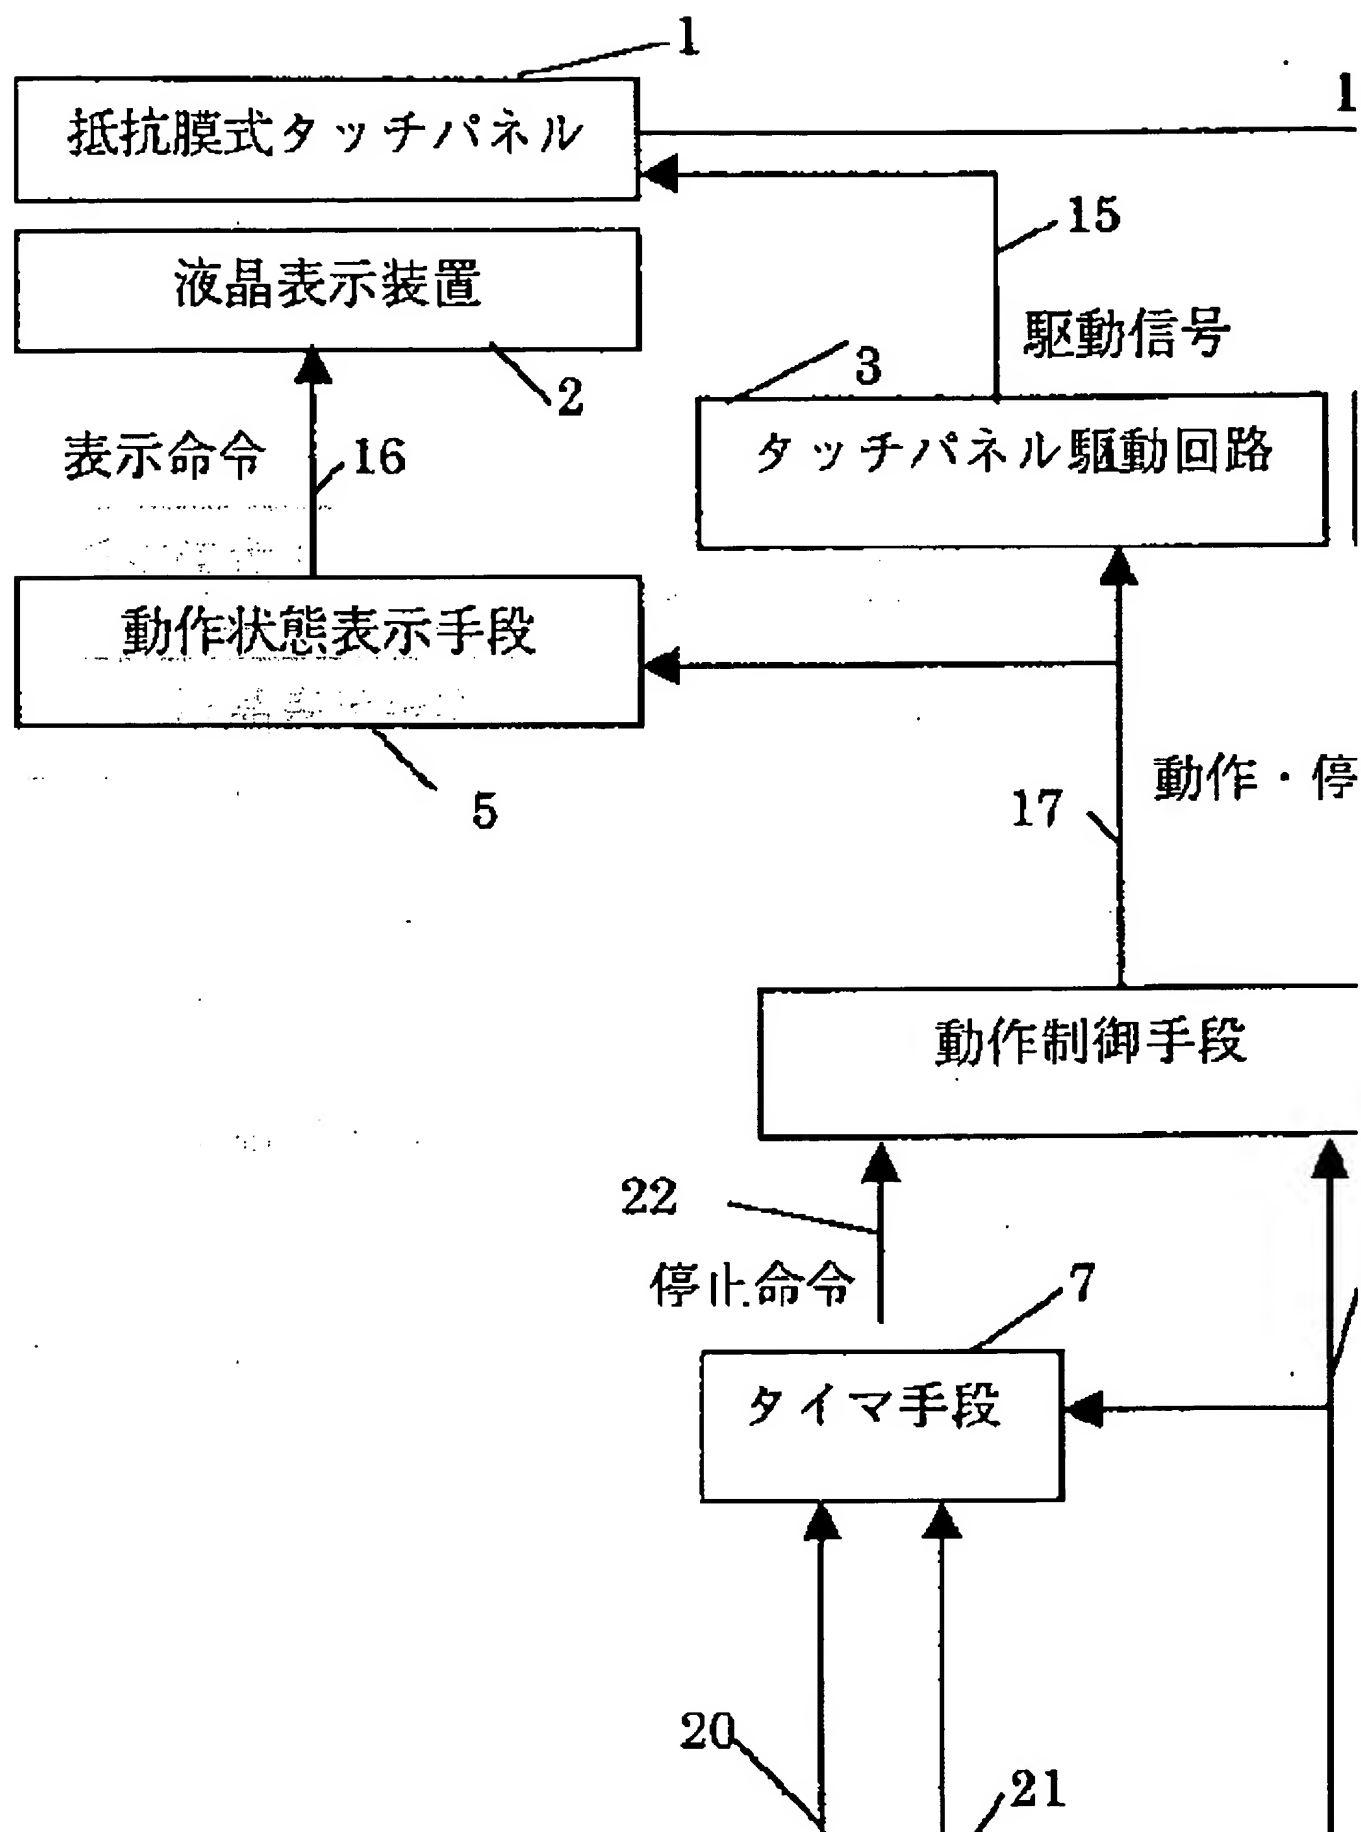 1
抵抗膜式タッチパネル
1
15
液晶表示装置
駆動信号
3
2
表示命令
16
タッチパネル駆動回路
動作状態表示手段
動作・停
17
5
動作制御手段
22
停止命令
7
タイマ手段
20
21